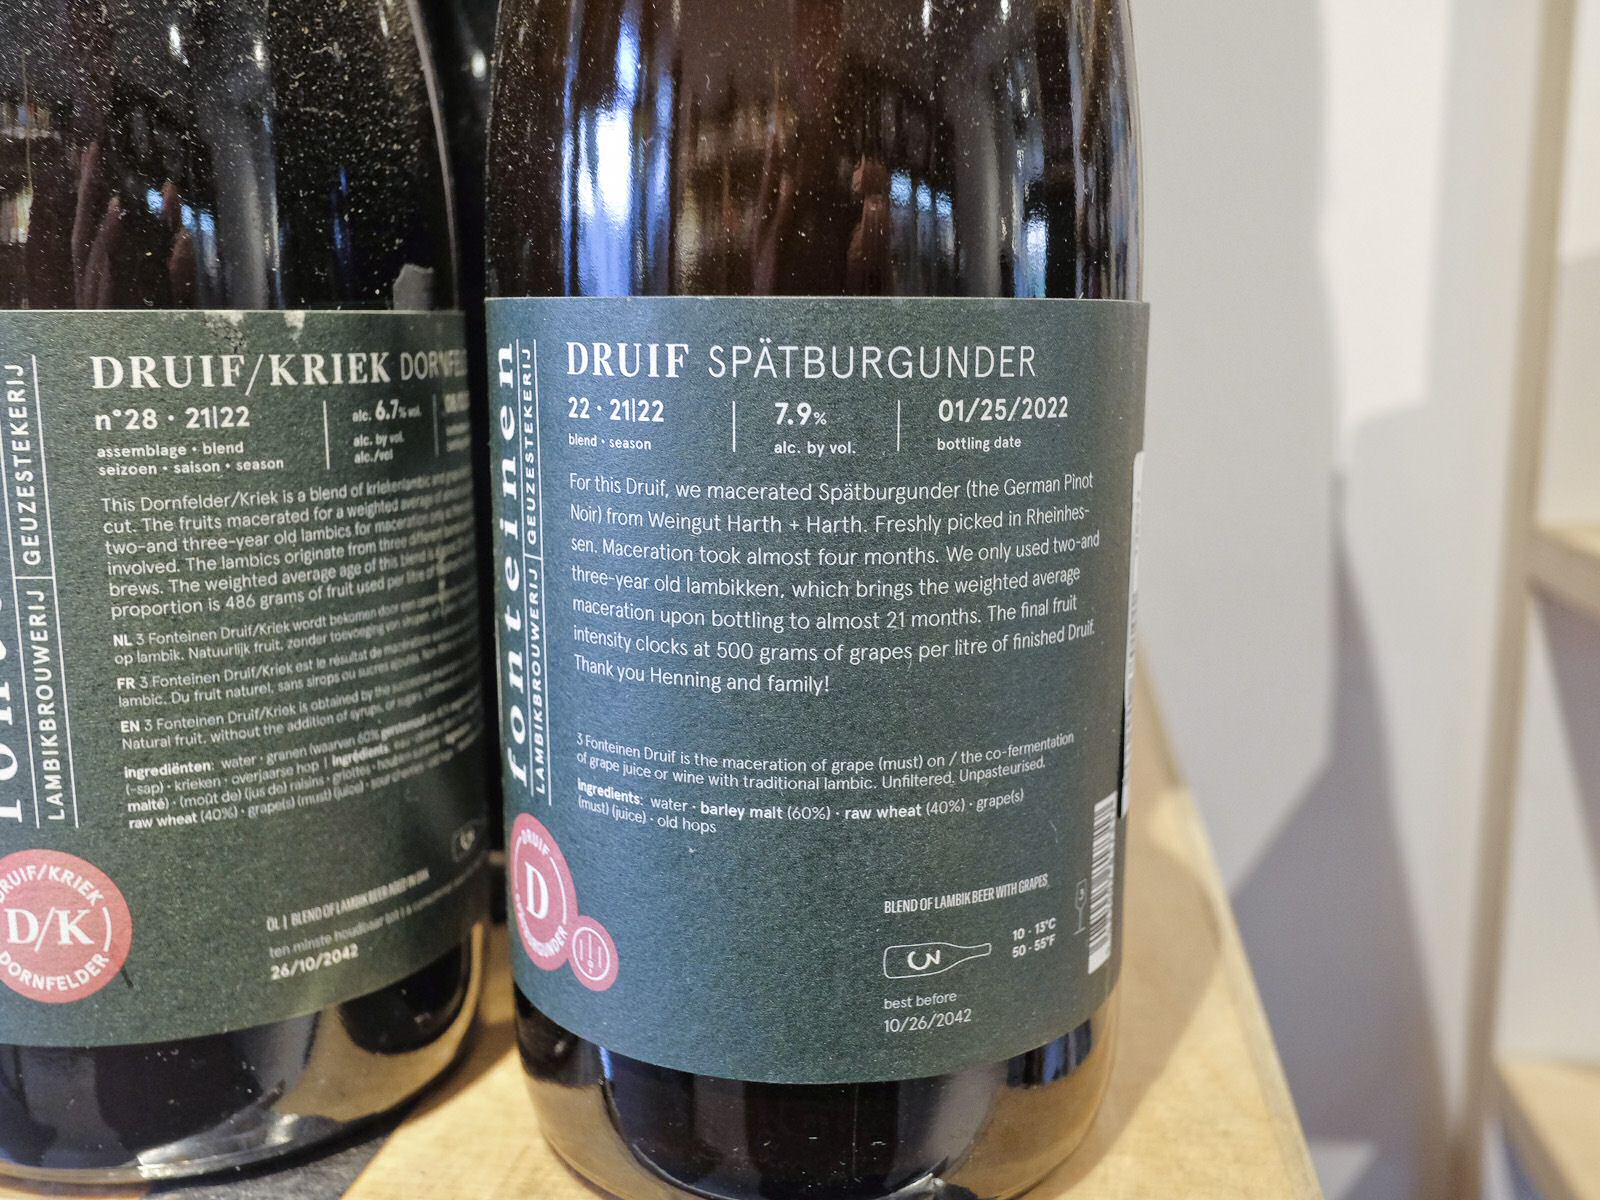 DRUIF/KRIEK
n°28 · 21|22
alc. 6.7% vol.
alc. by vol.
alc./vol
assemblage · blend
seizoen · saison · season
This Dornfelder/Kriek is a blend of kriekenlambic and
cut. The fruits macerated for a weighted average of
two-and three-year old lambics for maceration only
involved. The lambics originate from three different
brews. The weighted average age of this blend is
proportion is 486 grams of fruit used per litre of
NL 3 Fonteinen Druif/Kriek wordt bekomen door een
op lambik. Natuurlijk fruit, zonder toevoeging van
FR 3 Fonteinen Druif/Kriek est le résultat de
lambic. Du fruit naturel, sans sirops ou sucres ajoutés.
EN 3 Fonteinen Druif/Kriek is obtained by the
Natural fruit, without the addition of syrups, or sugars,
ingrediënten: water · granen (waarvan 60%
(-sap) · krieken · overjaarse hop | Ingrédients
malté) · (moût de) (jus de) raisins · griottes
raw wheat (40%) · grape(s) (must) (juice)
LAMBIKBROUWERIJ | GEUZESTEKERIJ
DRUIF/KRIEK
D/K
DORNFELDER
ÖL | BLEND OF LAMBIK BEER AGED IN OAK
ten minste houdbaar tot
26/10/2042
fonteinen
LAMBIKBROUWERIJ | GEUZESTEKERIJ
DRUIF SPÄTBURGUNDER
22 · 21|22
blend · season
7.9%
alc. by vol.
01/25/2022
bottling date
For this Druif, we macerated Spätburgunder (the German Pinot
Noir) from Weingut Harth + Harth. Freshly picked in Rheinhes-
sen. Maceration took almost four months. We only used two-and
three-year old lambikken, which brings the weighted average
maceration upon bottling to almost 21 months. The final fruit
intensity clocks at 500 grams of grapes per litre of finished Druif.
Thank you Henning and family!
3 Fonteinen Druif is the maceration of grape (must) on / the co-fermentation
of grape juice or wine with traditional lambic. Unfiltered. Unpasteurised.
Ingredients: water · barley malt (60%) · raw wheat (40%) · grape(s)
(must) (juice) · old hops
DRUIF
D
SPÄTBURGUNDER
BLEND OF LAMBIK BEER WITH GRAPES
3
10 - 13°C
50 - 55°F
3
best before
10/26/2042